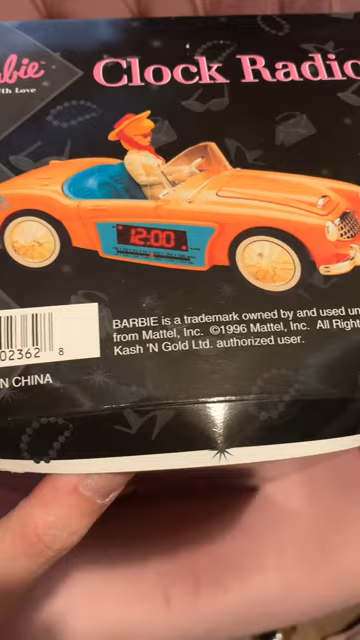 bie
ith Love
Clock Radio
12:00
BARBIE is a trademark owned by and used un
from Mattel, Inc. ©1996 Mattel, Inc. All Right
Kash 'N Gold Ltd. authorized user.
02362 8
N CHINA